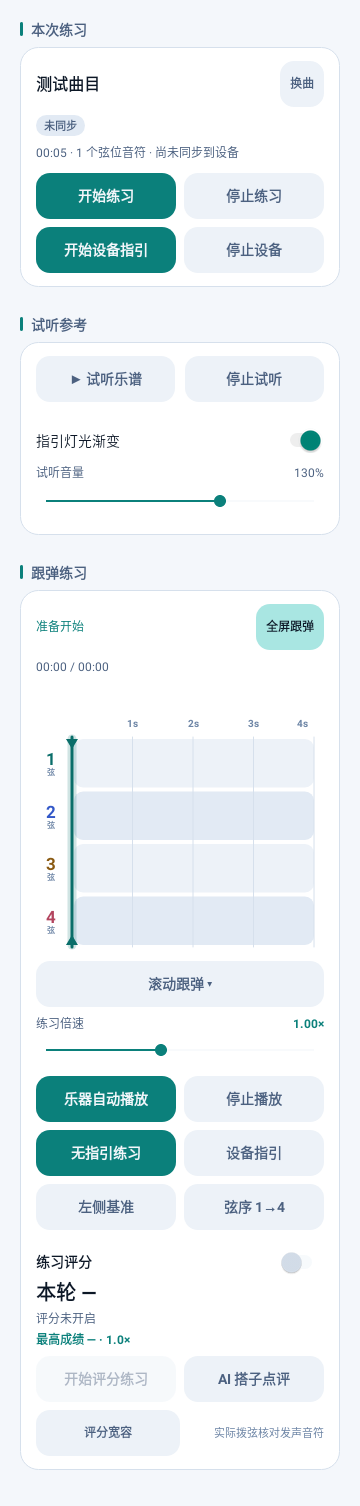 本次练习
测试曲目
换曲
未同步
00:05 · 1 个弦位音符 · 尚未同步到设备
开始练习
停止练习
开始设备指引
停止设备
试听参考
► 试听乐谱
停止试听
指引灯光渐变
试听音量
130%
跟弹练习
准备开始
全屏跟弹
00:00 / 00:00
1s 2s 3s 4s
1
弦
2
弦
3
弦
4
弦
滚动跟弹 ▾
练习倍速
1.00×
乐器自动播放
停止播放
无指引练习
设备指引
左侧基准
弦序 1→4
练习评分
本轮 —
评分未开启
最高成绩 — · 1.0×
开始评分练习
AI 搭子点评
评分宽容
实际拨弦核对发声音符